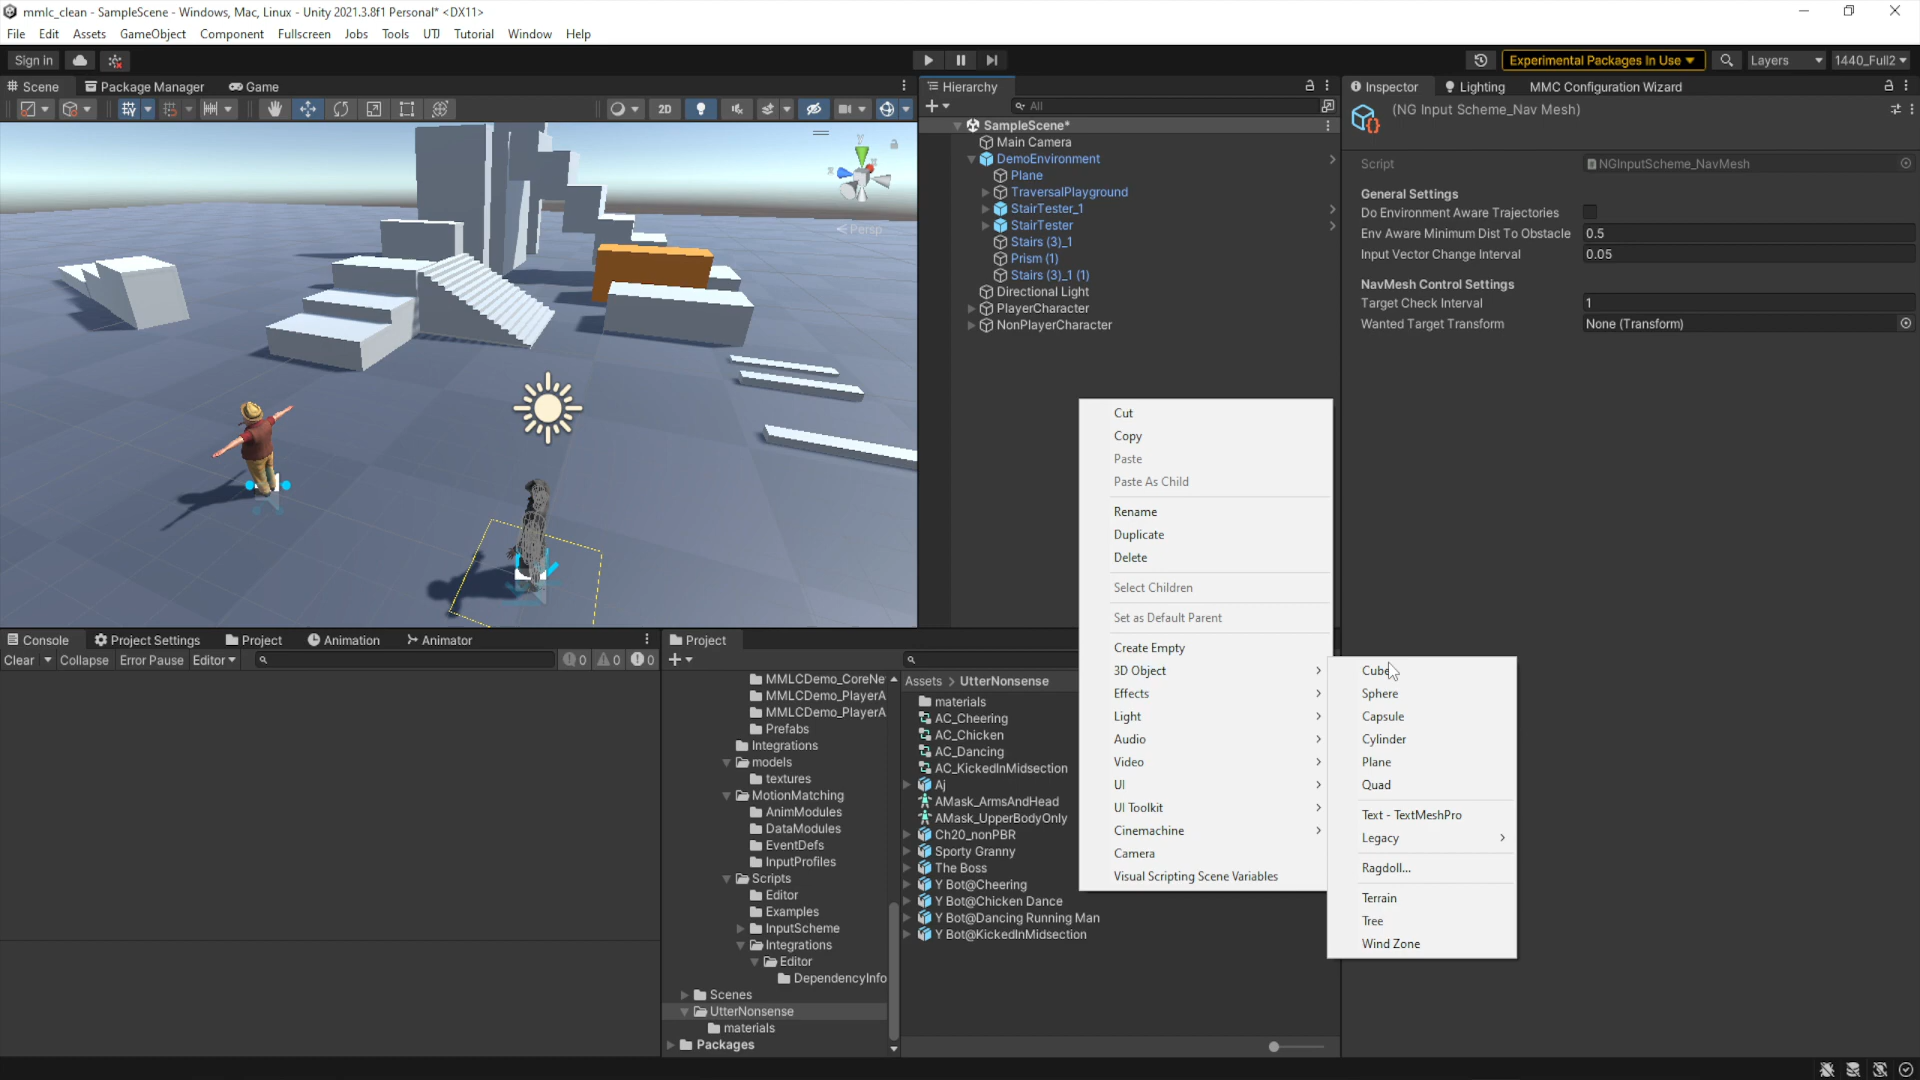 mmlc_clean - SampleScene - Windows, Mac, Linux - Unity 2021.3.8f1 Personal* <DX11>
File Edit Assets GameObject Component Fullscreen Jobs Tools UTJ Tutorial Window Help
Sign in
Experimental Packages In Use
Layers
1440_Full2
Scene Package Manager Game
2D
Persp
y
x
Hierarchy
All
SampleScene*
Main Camera
DemoEnvironment
Plane
TraversalPlayground
StairTester_1
StairTester
Stairs (3)_1
Prism (1)
Stairs (3)_1 (1)
Directional Light
PlayerCharacter
NonPlayerCharacter
Inspector Lighting MMC Configuration Wizard
(NG Input Scheme_Nav Mesh)
Script NGInputScheme_NavMesh
General Settings
Do Environment Aware Trajectories
Env Aware Minimum Dist To Obstacle 0.5
Input Vector Change Interval 0.05
NavMesh Control Settings
Target Check Interval 1
Wanted Target Transform None (Transform)
Cut
Copy
Paste
Paste As Child
Rename
Duplicate
Delete
Select Children
Set as Default Parent
Create Empty
3D Object
Effects
Light
Audio
Video
UI
UI Toolkit
Cinemachine
Camera
Visual Scripting Scene Variables
Cube
Sphere
Capsule
Cylinder
Plane
Quad
Text - TextMeshPro
Legacy
Ragdoll...
Terrain
Tree
Wind Zone
Console Project Settings Project Animation Animator
Clear Collapse Error Pause Editor
0 0 0
Project
MMLCDemo_CoreNe
MMLCDemo_PlayerA
MMLCDemo_PlayerA
Prefabs
Integrations
models
textures
MotionMatching
AnimModules
DataModules
EventDefs
InputProfiles
Scripts
Editor
Examples
InputScheme
Integrations
Editor
DependencyInfo
Scenes
UtterNonsense
materials
Packages
Assets > UtterNonsense
materials
AC_Cheering
AC_Chicken
AC_Dancing
AC_KickedInMidsection
Aj
AMask_ArmsAndHead
AMask_UpperBodyOnly
Ch20_nonPBR
Sporty Granny
The Boss
Y Bot@Cheering
Y Bot@Chicken Dance
Y Bot@Dancing Running Man
Y Bot@KickedInMidsection